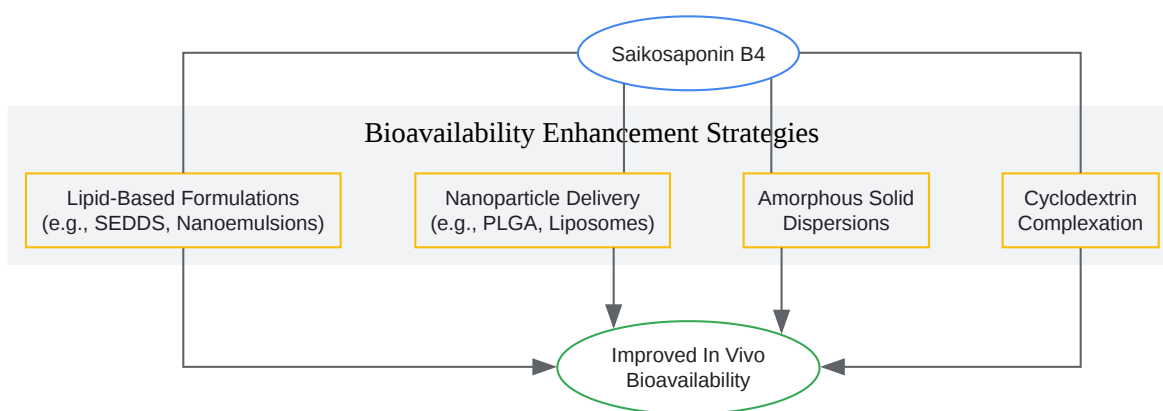 Saikosaponin B4
Bioavailability Enhancement Strategies
Lipid-Based Formulations
(e.g., SEDDS, Nanoemulsions)
Nanoparticle Delivery
(e.g., PLGA, Liposomes)
Amorphous Solid
Dispersions
Cyclodextrin
Complexation
Improved In Vivo
Bioavailability